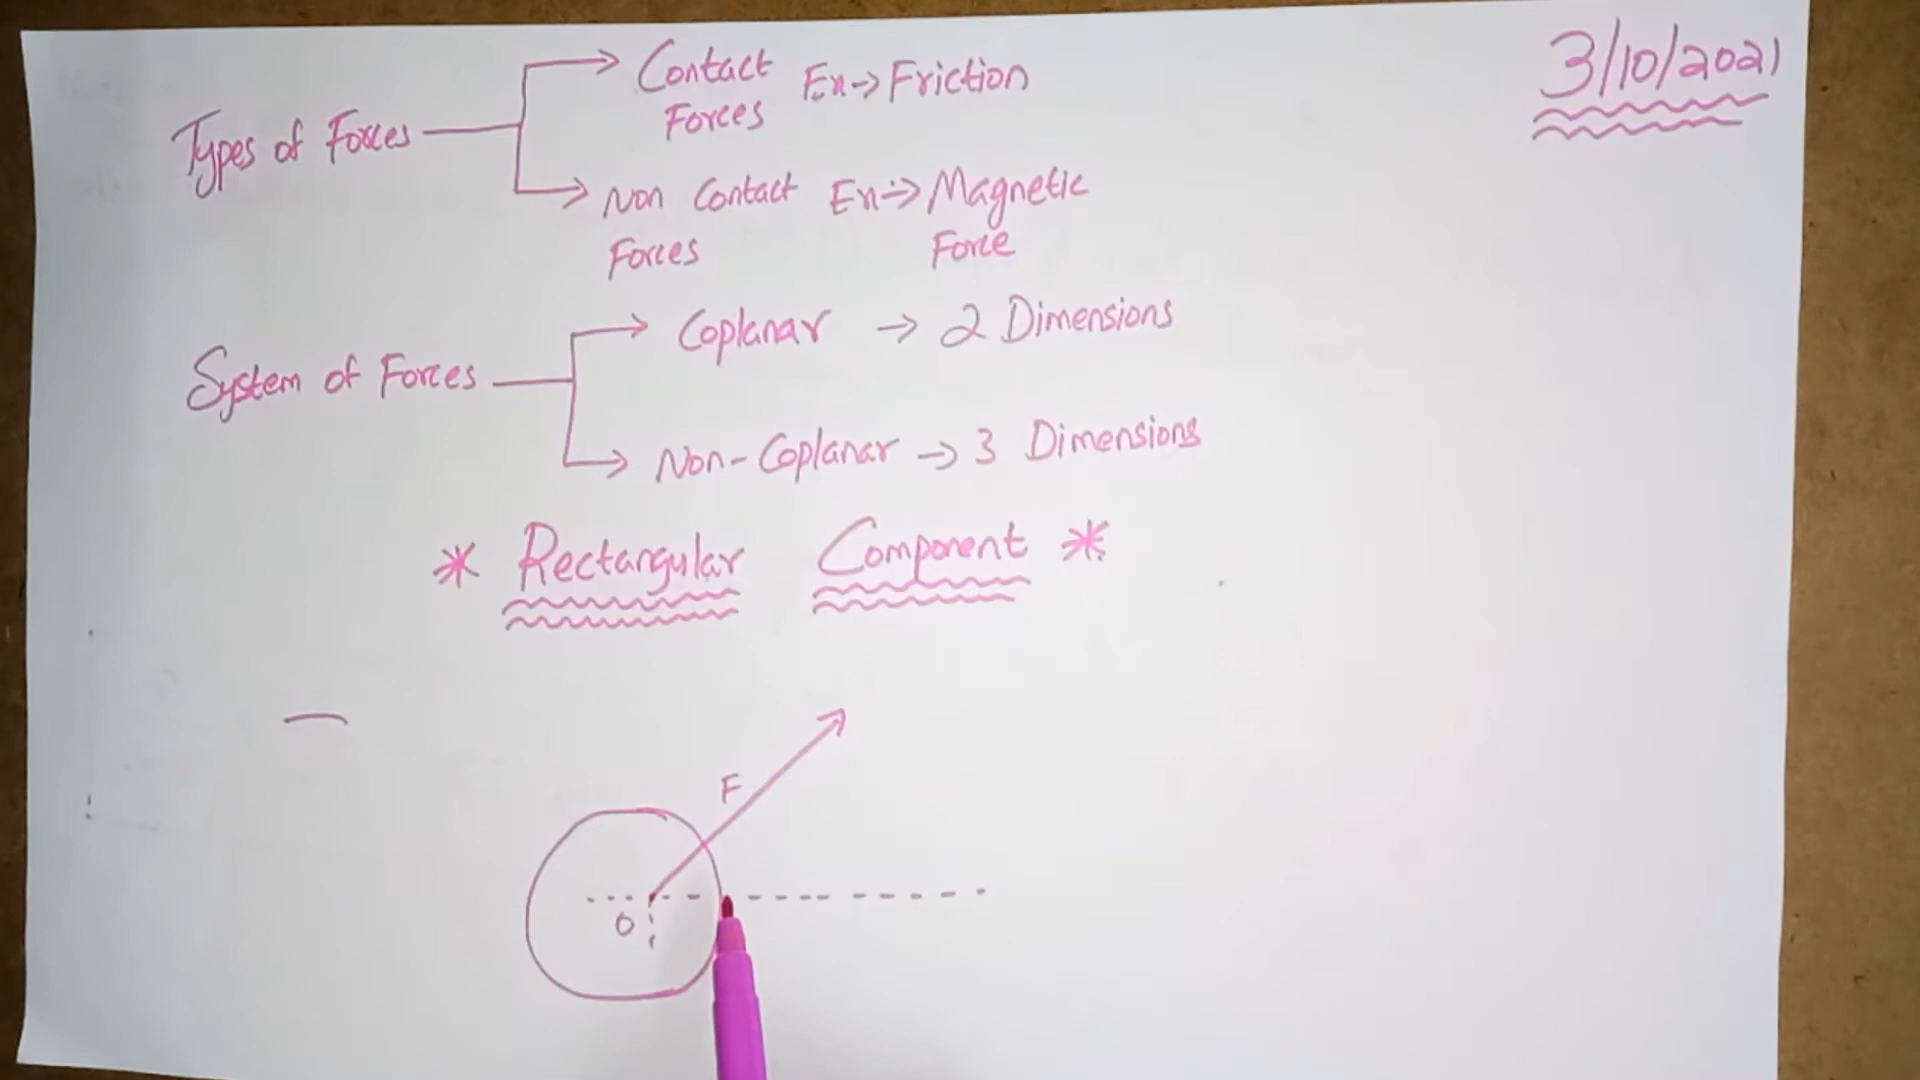 3/10/2021
Contact Ex→ Friction
Forces
Types of Forces
Non Contact Ex:→ Magnetic
Forces Force
Coplanar → 2 Dimensions
System of Forces
Non-Coplanar → 3 Dimensions
* Rectangular Component *
F
O